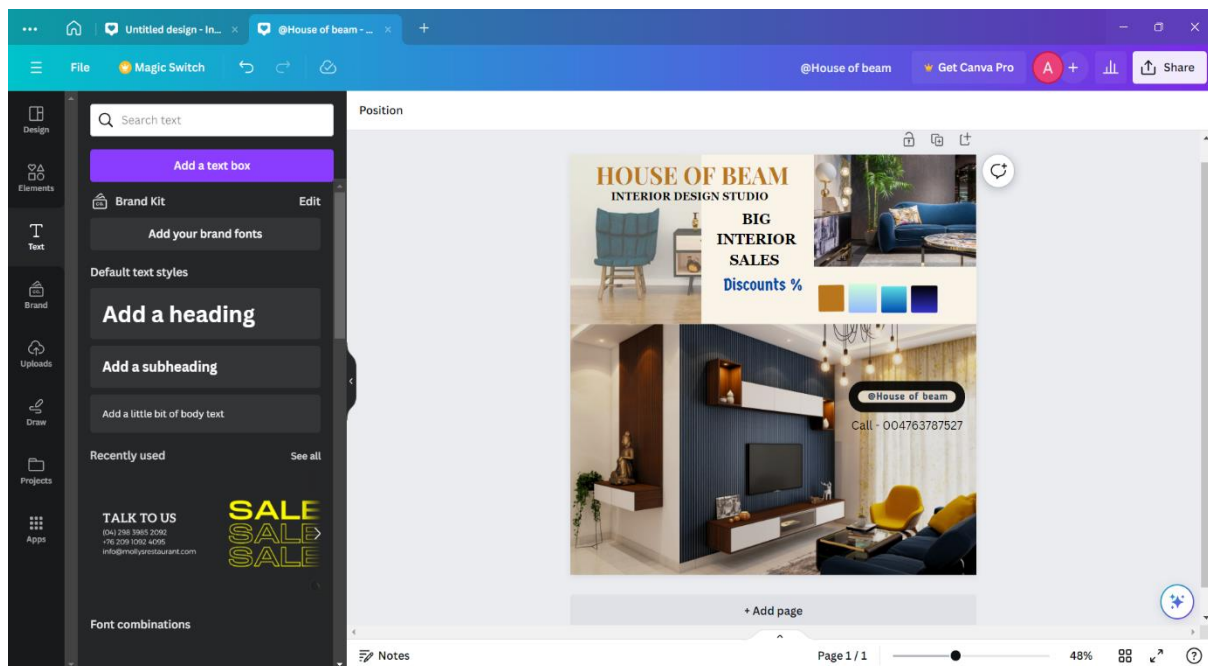 Untitled design - In...
@House of beam - ...
File
Magic Switch
@House of beam
Get Canva Pro
A
Share
Design
Elements
Text
Brand
Uploads
Draw
Projects
Apps
Search text
Add a text box
Brand Kit
Edit
Add your brand fonts
Default text styles
Add a heading
Add a subheading
Add a little bit of body text
Recently used
See all
TALK TO US
(04) 298 3985 2092
+76 209 1092 4095
info@mollysrestaurant.com
SALE
SALE
SALE
Font combinations
Position
HOUSE OF BEAM
INTERIOR DESIGN STUDIO
BIG
INTERIOR
SALES
Discounts %
@House of beam
Call - 004763787527
+ Add page
Notes
Page 1 / 1
48%